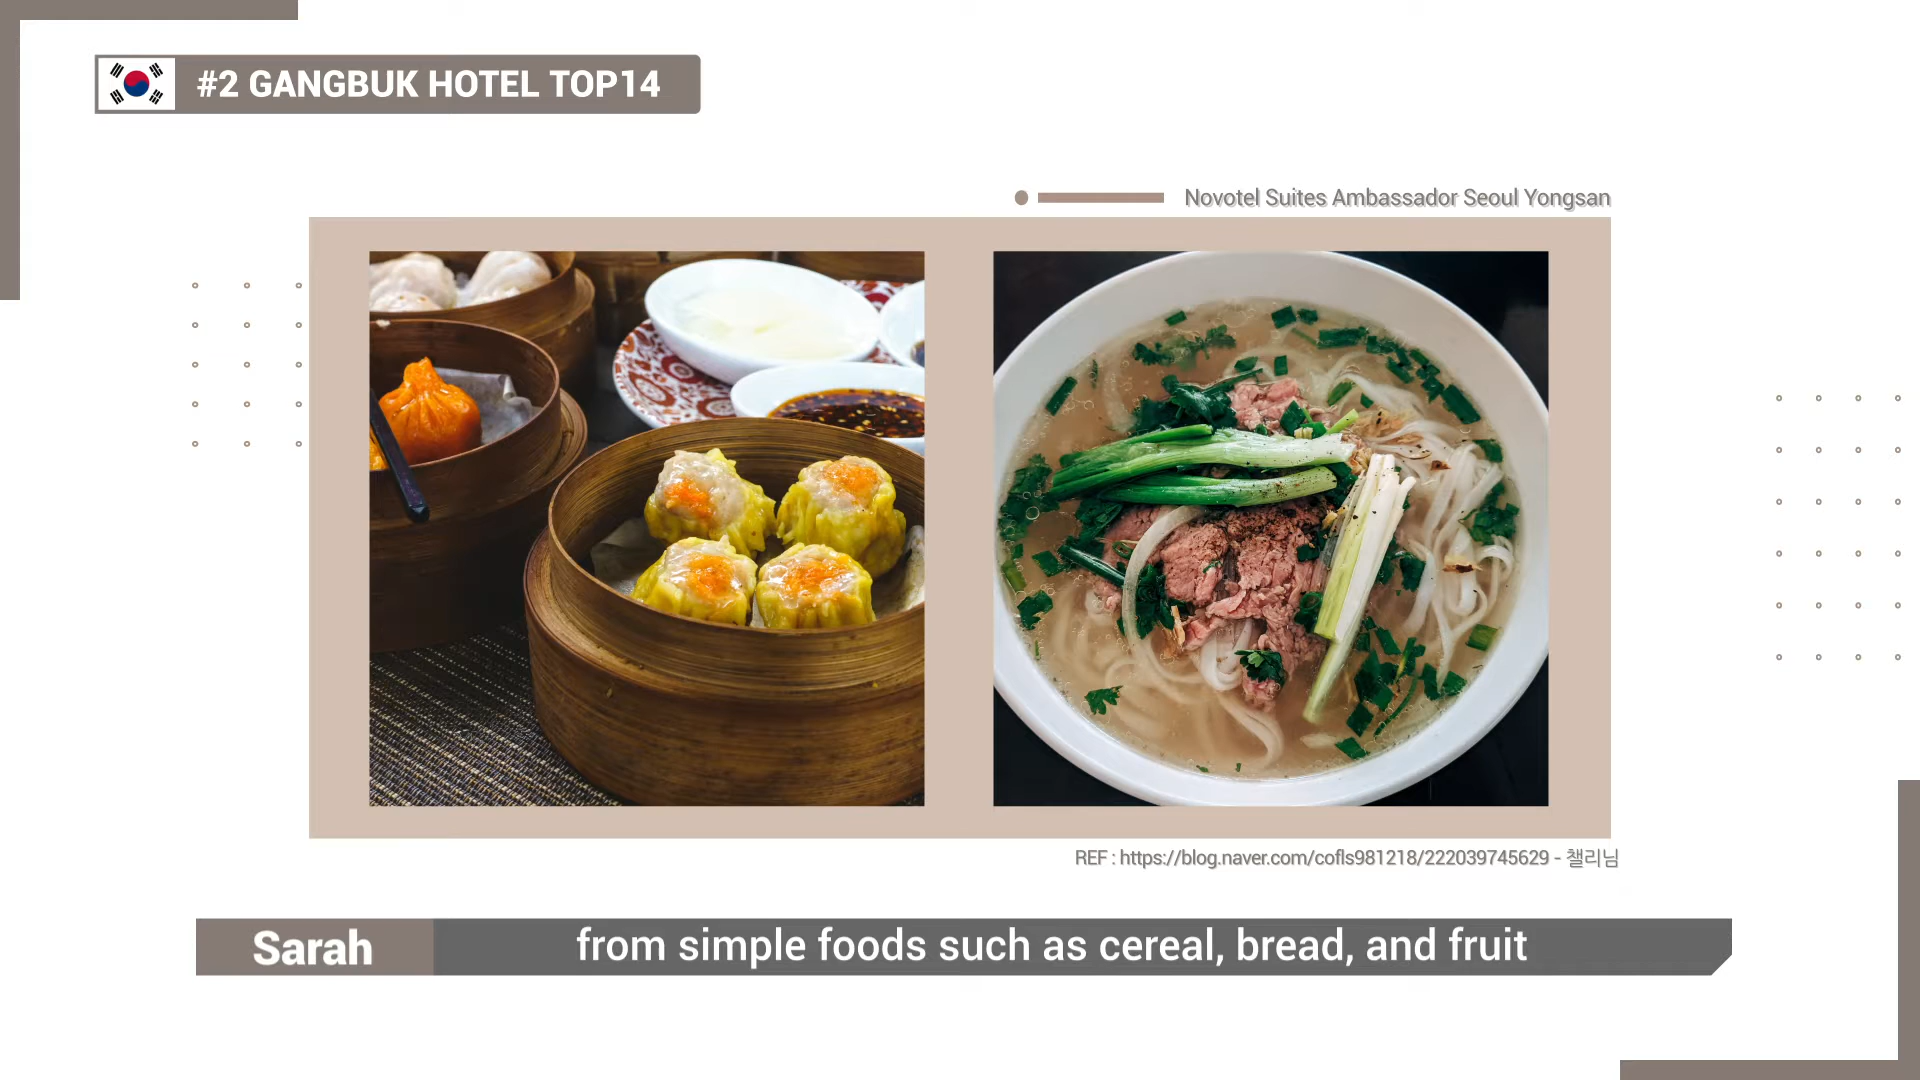 #2 GANGBUK HOTEL TOP14
Novotel Suites Ambassador Seoul Yongsan
REF : https://blog.naver.com/cofls981218/222039745629 - 챌리님
Sarah
from simple foods such as cereal, bread, and fruit